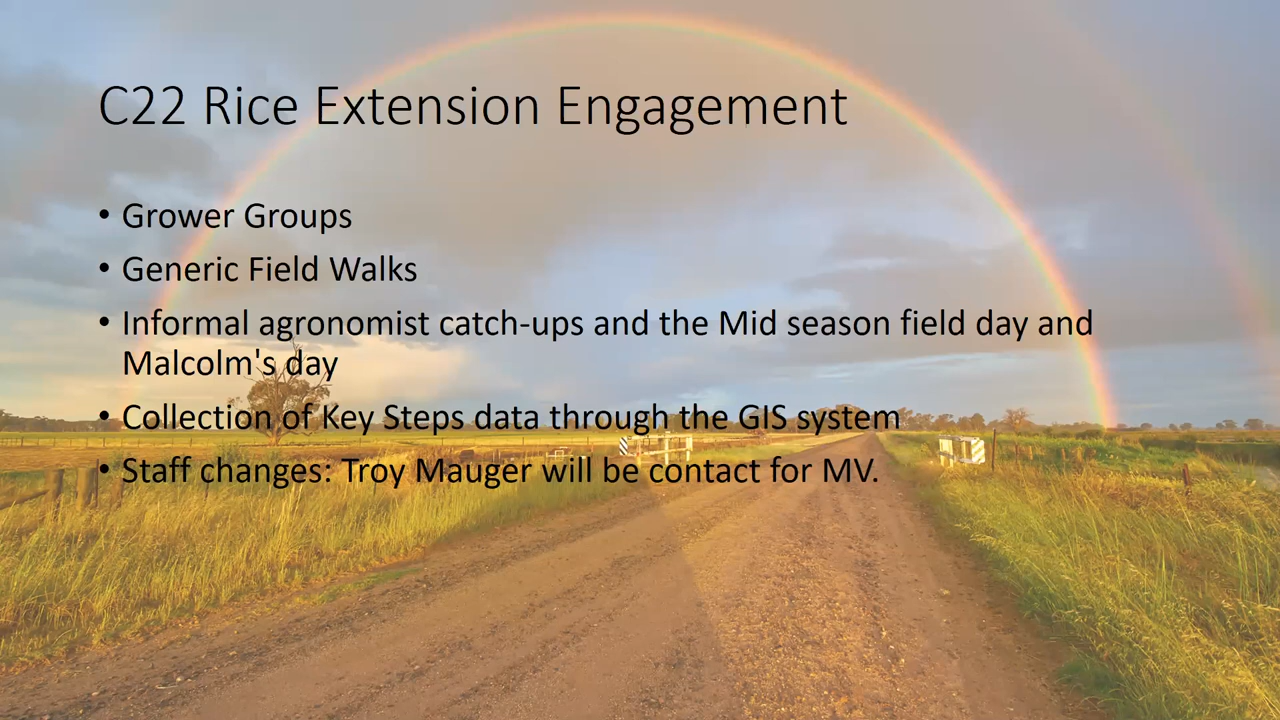 C22 Rice Extension Engagement
• Grower Groups
• Generic Field Walks
• Informal agronomist catch-ups and the Mid season field day and
Malcolm's day
• Collection of Key Steps data through the GIS system
• Staff changes: Troy Mauger will be contact for MV.